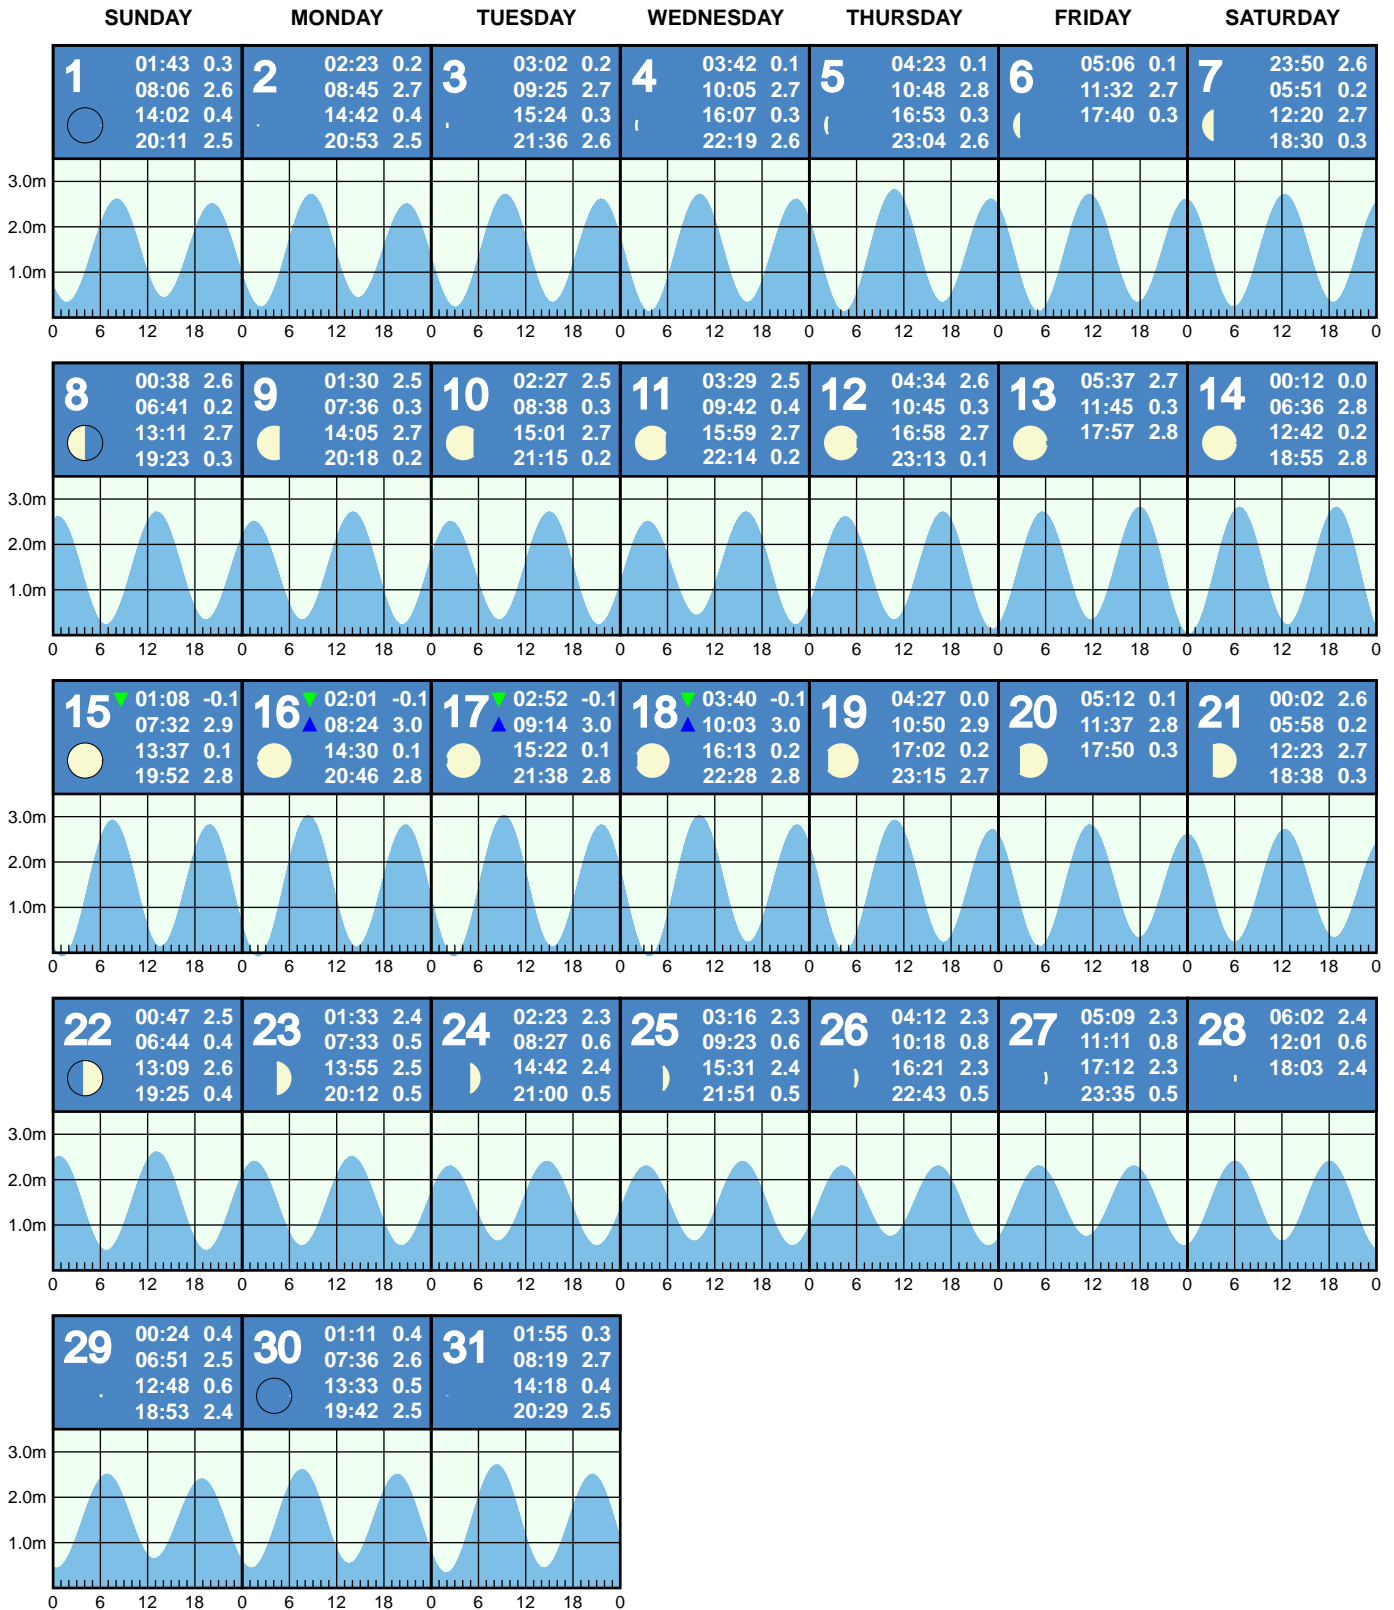 SUNDAY MONDAY TUESDAY WEDNESDAY THURSDAY FRIDAY SATURDAY
1 01:43 0.3
08:06 2.6
14:02 0.4
20:11 2.5
2 02:23 0.2
08:45 2.7
14:42 0.4
20:53 2.5
3 03:02 0.2
09:25 2.7
15:24 0.3
21:36 2.6
4 03:42 0.1
10:05 2.7
16:07 0.3
22:19 2.6
5 04:23 0.1
10:48 2.8
16:53 0.3
23:04 2.6
6 05:06 0.1
11:32 2.7
17:40 0.3
7 23:50 2.6
05:51 0.2
12:20 2.7
18:30 0.3
3.0m
2.0m
1.0m
0 6 12 18 0 6 12 18 0 6 12 18 0 6 12 18 0 6 12 18 0 6 12 18 0 6 12 18 0
8 00:38 2.6
06:41 0.2
13:11 2.7
19:23 0.3
9 01:30 2.5
07:36 0.3
14:05 2.7
20:18 0.2
10 02:27 2.5
08:38 0.3
15:01 2.7
21:15 0.2
11 03:29 2.5
09:42 0.4
15:59 2.7
22:14 0.2
12 04:34 2.6
10:45 0.3
16:58 2.7
23:13 0.1
13 05:37 2.7
11:45 0.3
17:57 2.8
14 00:12 0.0
06:36 2.8
12:42 0.2
18:55 2.8
3.0m
2.0m
1.0m
0 6 12 18 0 6 12 18 0 6 12 18 0 6 12 18 0 6 12 18 0 6 12 18 0 6 12 18 0
15 01:08 -0.1
07:32 2.9
13:37 0.1
19:52 2.8
16 02:01 -0.1
08:24 3.0
14:30 0.1
20:46 2.8
17 02:52 -0.1
09:14 3.0
15:22 0.1
21:38 2.8
18 03:40 -0.1
10:03 3.0
16:13 0.2
22:28 2.8
19 04:27 0.0
10:50 2.9
17:02 0.2
23:15 2.7
20 05:12 0.1
11:37 2.8
17:50 0.3
21 00:02 2.6
05:58 0.2
12:23 2.7
18:38 0.3
3.0m
2.0m
1.0m
0 6 12 18 0 6 12 18 0 6 12 18 0 6 12 18 0 6 12 18 0 6 12 18 0 6 12 18 0
22 00:47 2.5
06:44 0.4
13:09 2.6
19:25 0.4
23 01:33 2.4
07:33 0.5
13:55 2.5
20:12 0.5
24 02:23 2.3
08:27 0.6
14:42 2.4
21:00 0.5
25 03:16 2.3
09:23 0.6
15:31 2.4
21:51 0.5
26 04:12 2.3
10:18 0.8
16:21 2.3
22:43 0.5
27 05:09 2.3
11:11 0.8
17:12 2.3
23:35 0.5
28 06:02 2.4
12:01 0.6
18:03 2.4
3.0m
2.0m
1.0m
0 6 12 18 0 6 12 18 0 6 12 18 0 6 12 18 0 6 12 18 0 6 12 18 0 6 12 18 0
29 00:24 0.4
06:51 2.5
12:48 0.6
18:53 2.4
30 01:11 0.4
07:36 2.6
13:33 0.5
19:42 2.5
31 01:55 0.3
08:19 2.7
14:18 0.4
20:29 2.5
3.0m
2.0m
1.0m
0 6 12 18 0 6 12 18 0 6 12 18 0